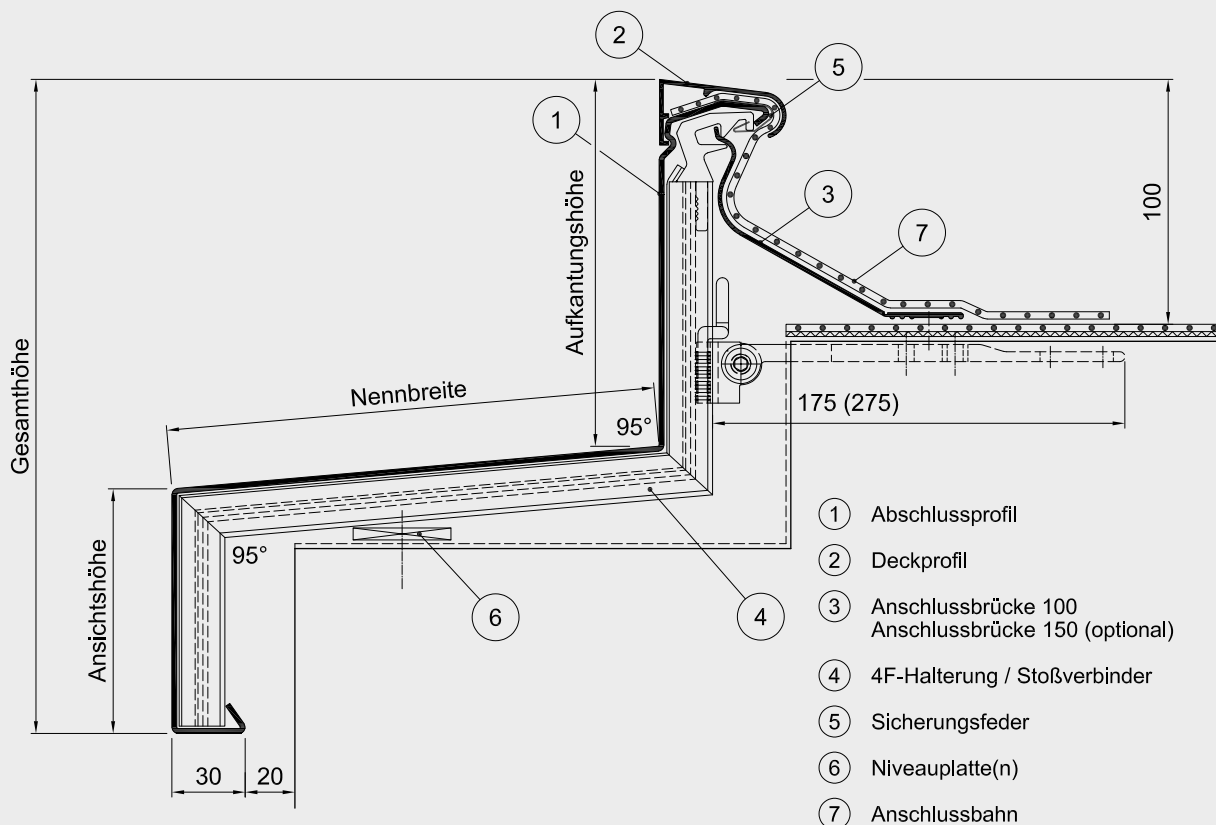 2
5
1
Aufkantungshöhe
3
100
7
Gesamthöhe
Nennbreite
175 (275)
95°
Ansichtshöhe
95°
6
4
30
20
1 Abschlussprofil
2 Deckprofil
3 Anschlussbrücke 100
Anschlussbrücke 150 (optional)
4 4F-Halterung / Stoßverbinder
5 Sicherungsfeder
6 Niveauplatte(n)
7 Anschlussbahn